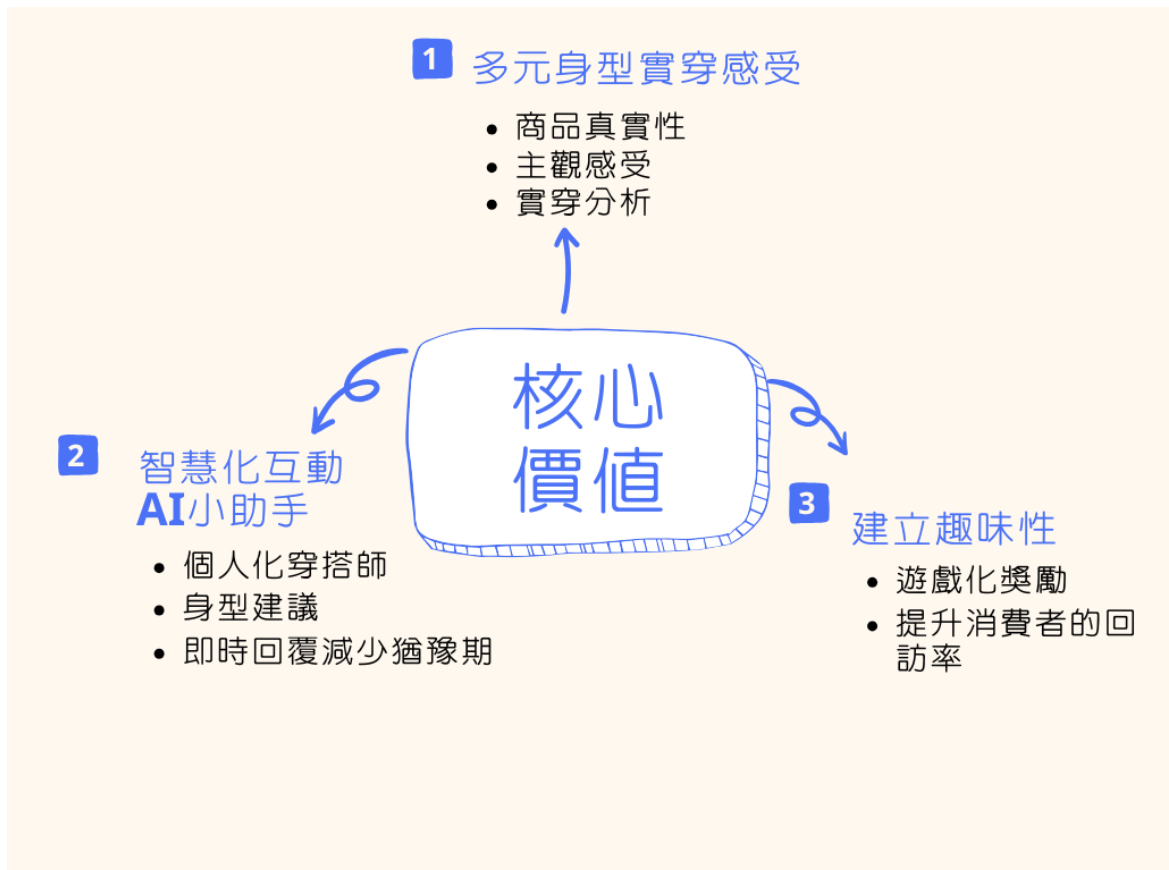 1 多元身型實穿感受
• 商品真實性
• 主觀感受
• 實穿分析
核心
價值
2 智慧化互動
AI小助手
• 個人化穿搭師
• 身型建議
• 即時回覆減少猶豫期
3 建立趣味性
• 遊戲化獎勵
• 提升消費者的回
訪率